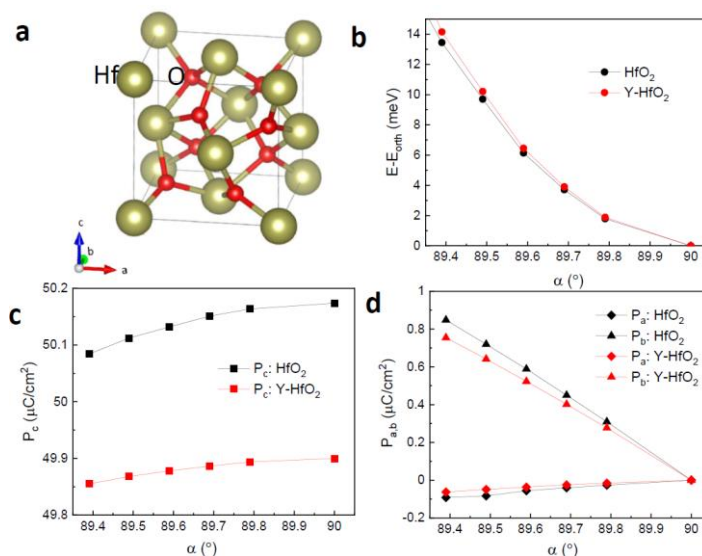 a
Hf
O
c
b
a
b
E-Eorth (meV)
14
12
10
8
6
4
2
0
HfO2
Y-HfO2
89.4 89.5 89.6 89.7 89.8 89.9 90
α (°)
c
Pc (μC/cm²)
50.2
50.1
50
49.9
49.8
Pc: HfO2
Pc: Y-HfO2
89.4 89.5 89.6 89.7 89.8 89.9 90
α (°)
d
Pa,b (μC/cm²)
1
0.8
0.6
0.4
0.2
0
-0.2
Pa: HfO2
Pb: HfO2
Pa: Y-HfO2
Pb: Y-HfO2
89.4 89.5 89.6 89.7 89.8 89.9 90
α (°)